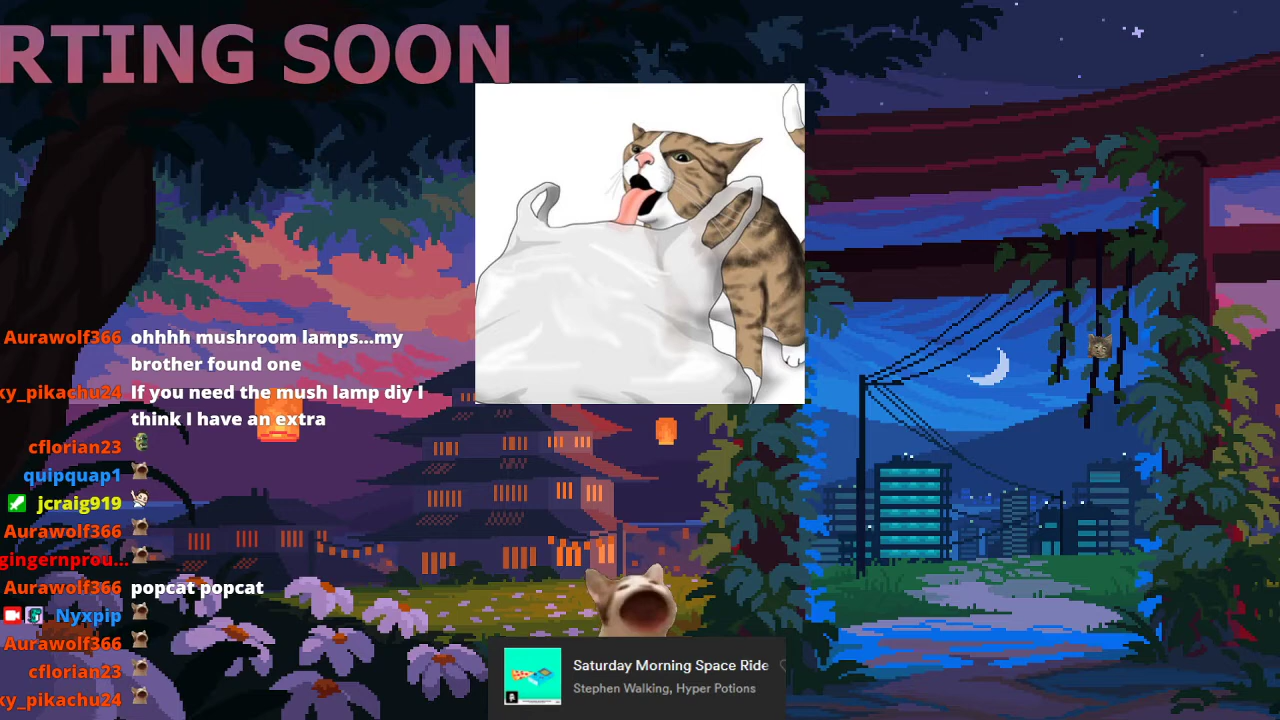 RTING SOON
Aurawolf366 ohhhh mushroom lamps...my
brother found one
ky_pikachu24 If you need the mush lamp diy I
think I have an extra
cflorian23
quipquap1
jcraig919
Aurawolf366
gingernprou...
Aurawolf366 popcat popcat
Nyxpip
Aurawolf366
cflorian23
ky_pikachu24
Saturday Morning Space Ride
Stephen Walking, Hyper Potions